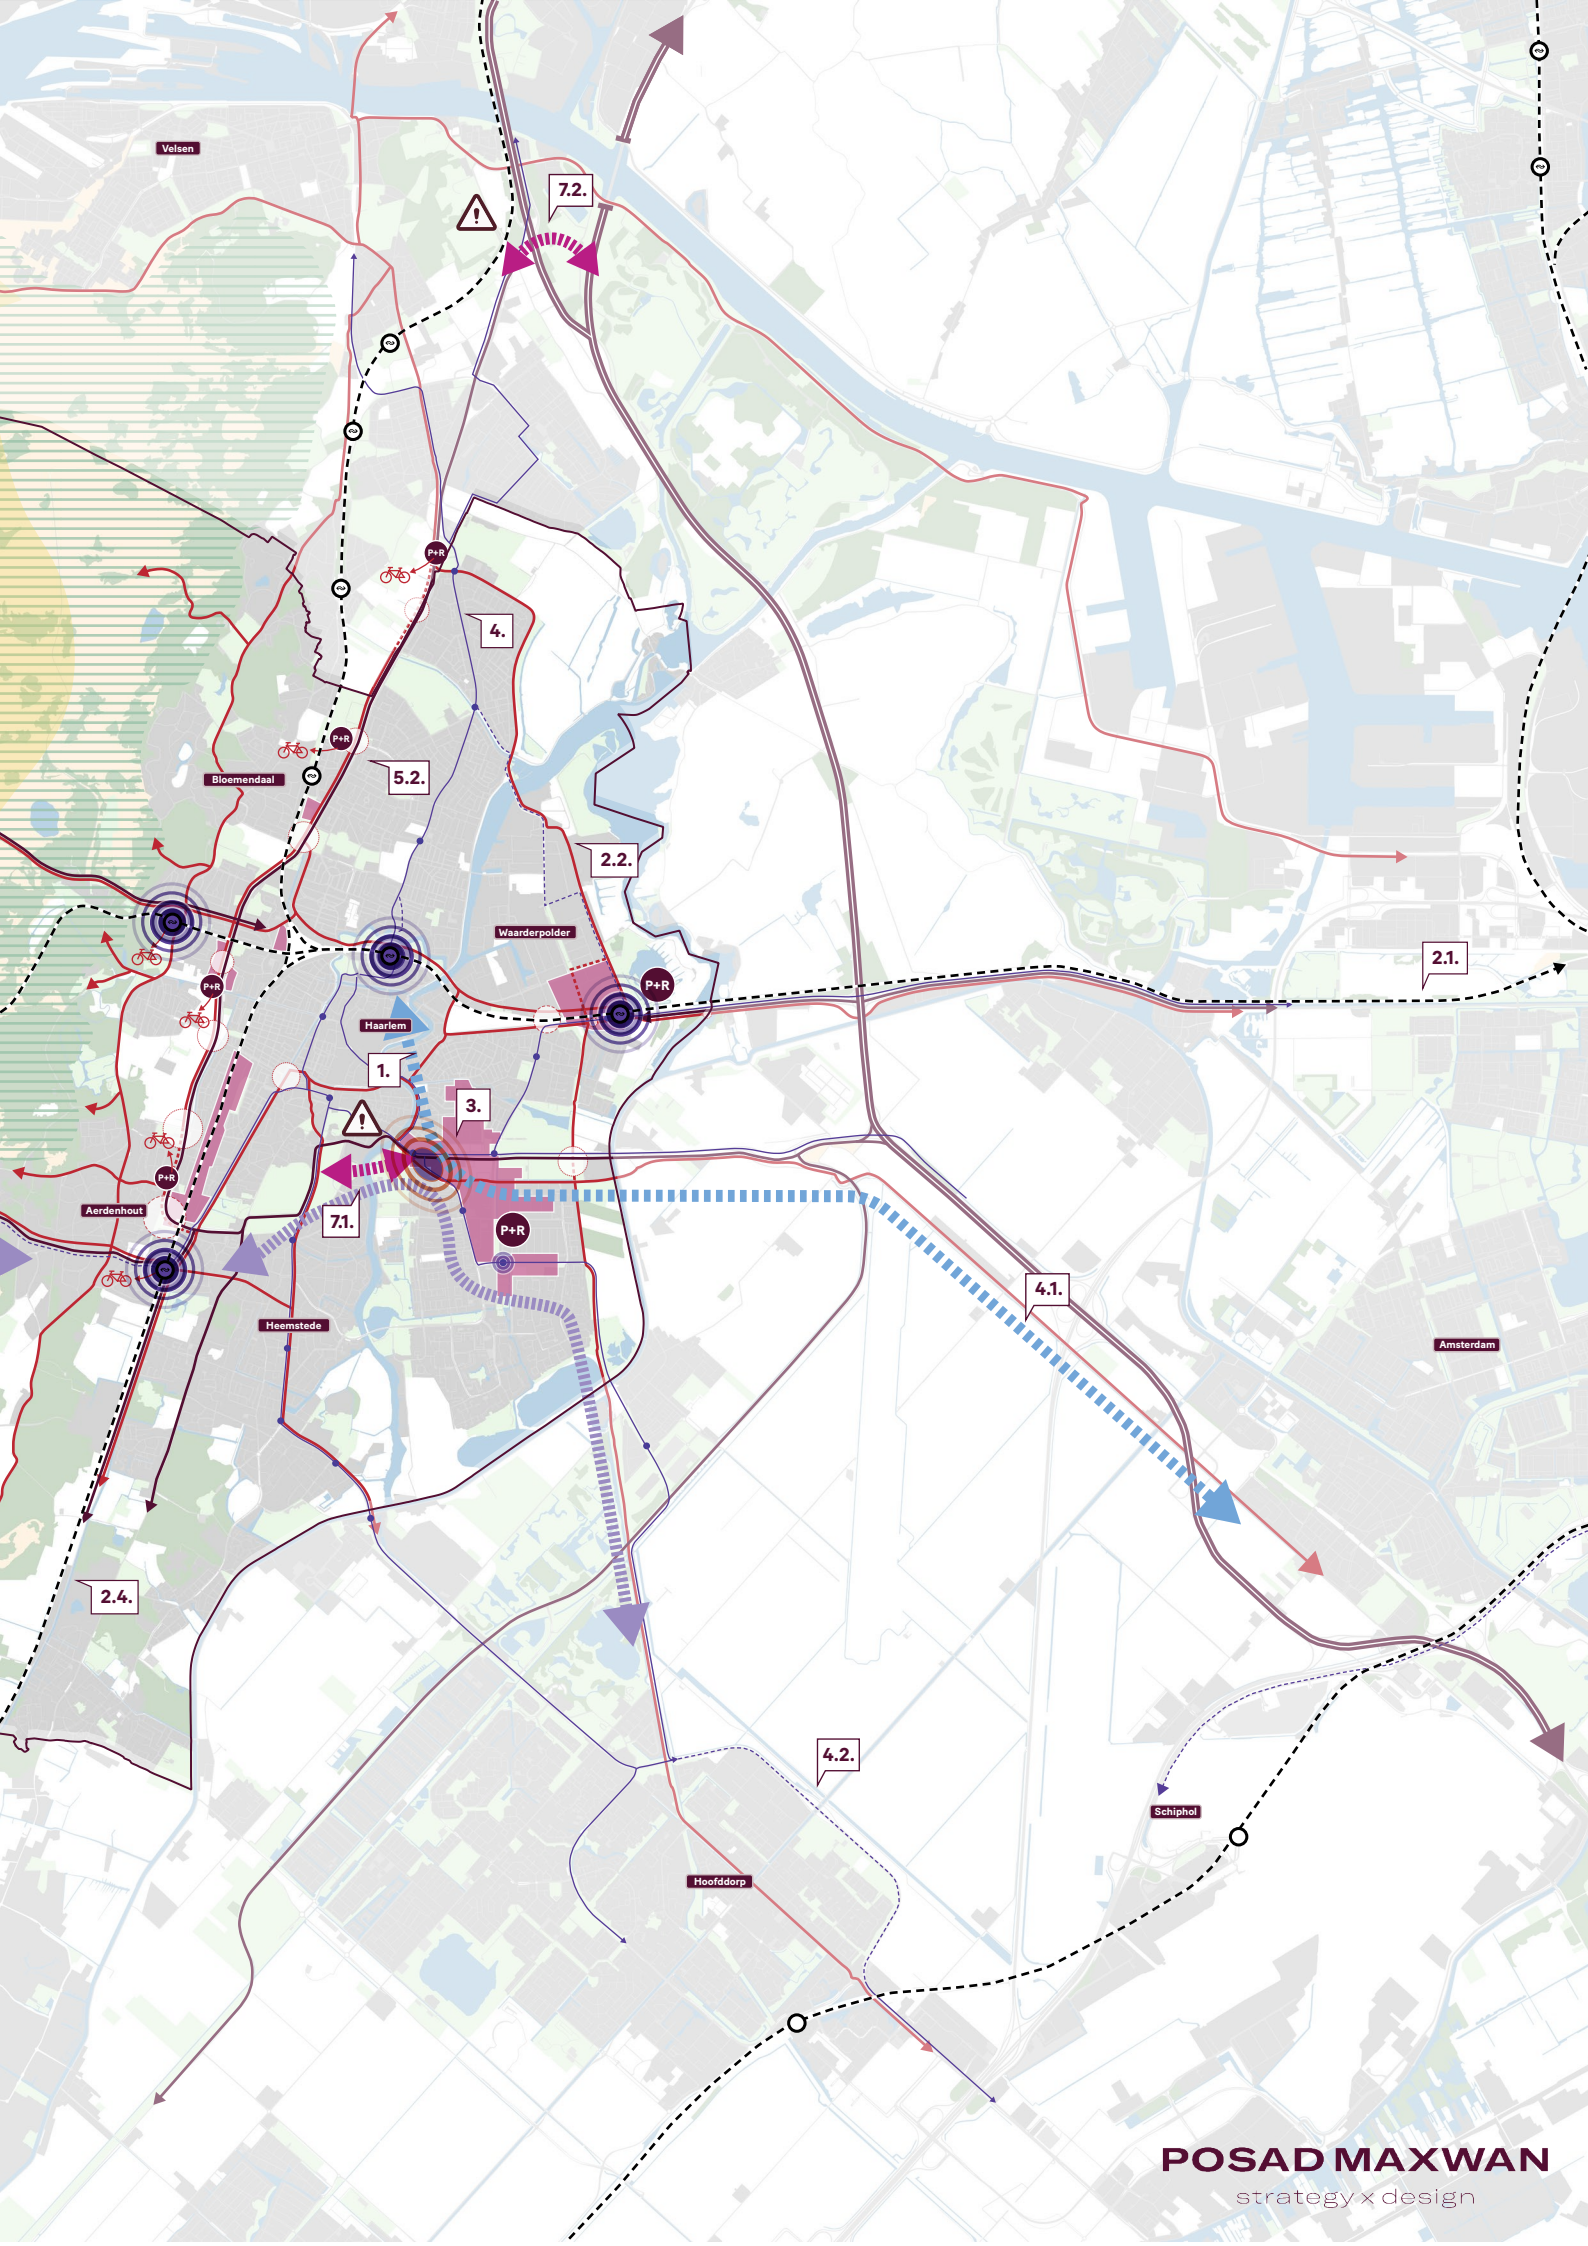 Velsen
7.2.
P+R
4.
P+R
5.2.
Bloemendaal
2.2.
Waarderpolder
2.1.
P+R
P+R
Haarlem
1.
3.
P+R
Aerdenhout
7.1.
P+R
4.1.
Heemstede
Amsterdam
2.4.
4.2.
Schiphol
Hoofddorp
POSAD MAXWAN
strategy x design